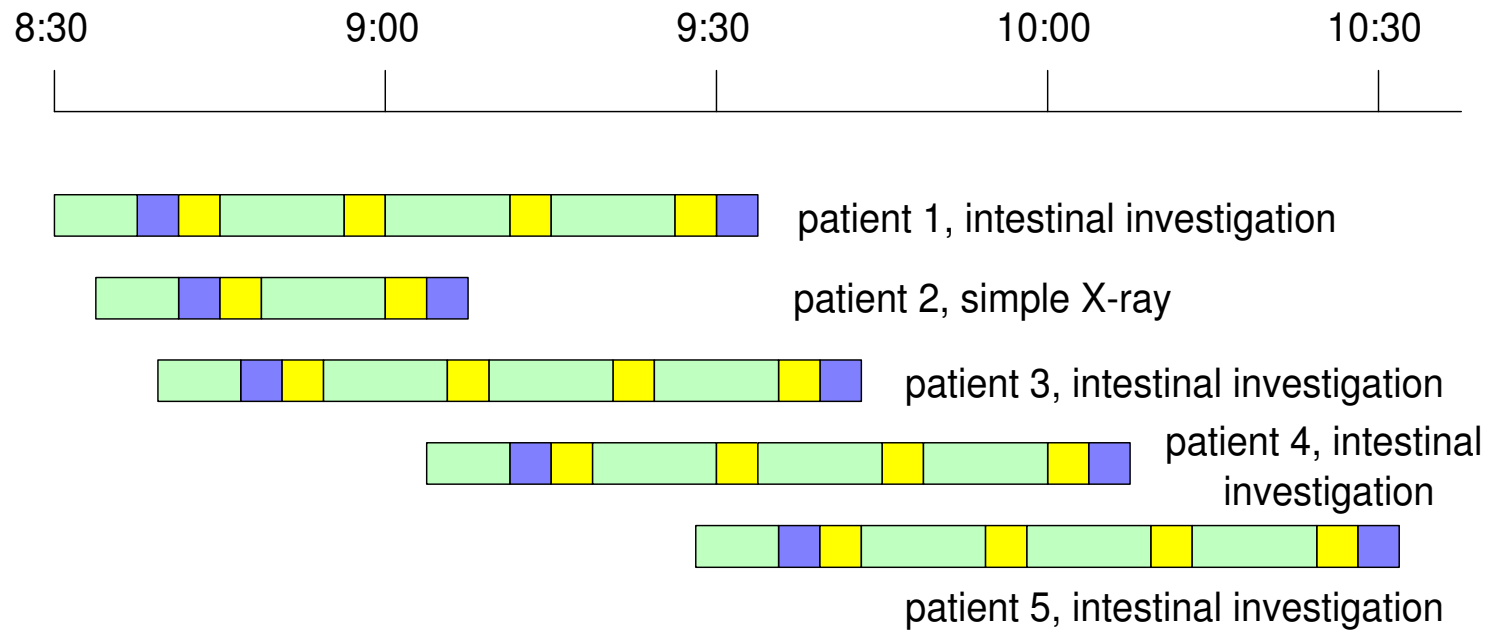 8:30 9:00 9:30 10:00 10:30
patient 1, intestinal investigation
patient 2, simple X-ray
patient 3, intestinal investigation
patient 4, intestinal
investigation
patient 5, intestinal investigation